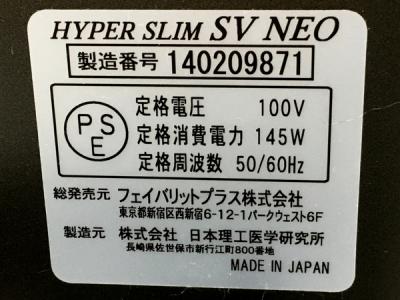 HYPER SLIM SV NEO
製造番号 140209871
PSE
定格電圧 100V
定格消費電力 145W
定格周波数 50/60Hz
総発売元 フェイバリットプラス株式会社
東京都新宿区西新宿6-12-1パークウェスト6F
製造元 株式会社 日本理工医学研究所
長崎県佐世保市新行江町800番地
MADE IN JAPAN